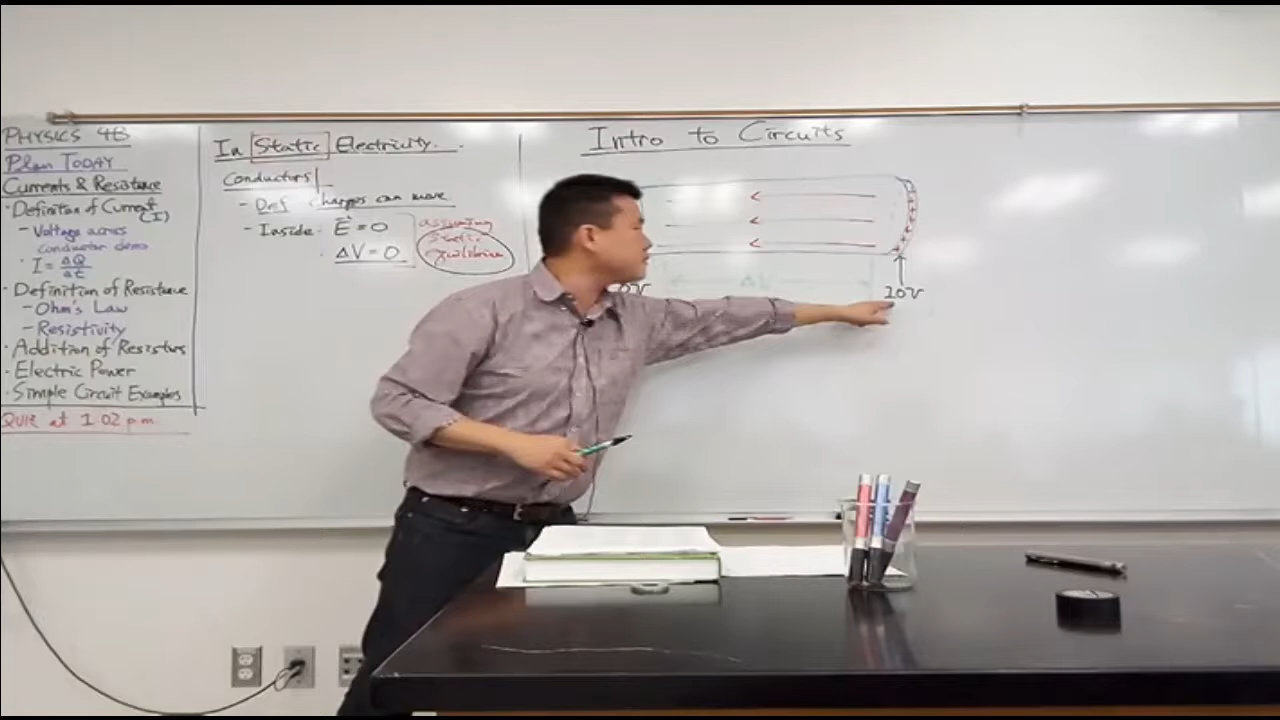 PHYSICS 4B
Plan TODAY
Currents & Resistance
· Definition of Current (I)
- Voltage across
conductor demo
· I = ΔQ/Δt
· Definition of Resistance
- Ohm's Law
- Resistivity
· Addition of Resistors
· Electric Power
· Simple Circuit Examples
QUIZ at 1:02 p.m.
In Static Electricity.
Conductors
- Def charges can move
- Inside: E⃗ = 0
ΔV = 0
assuming
static
equilibrium
Intro to Circuits
ΔL
0V
20V